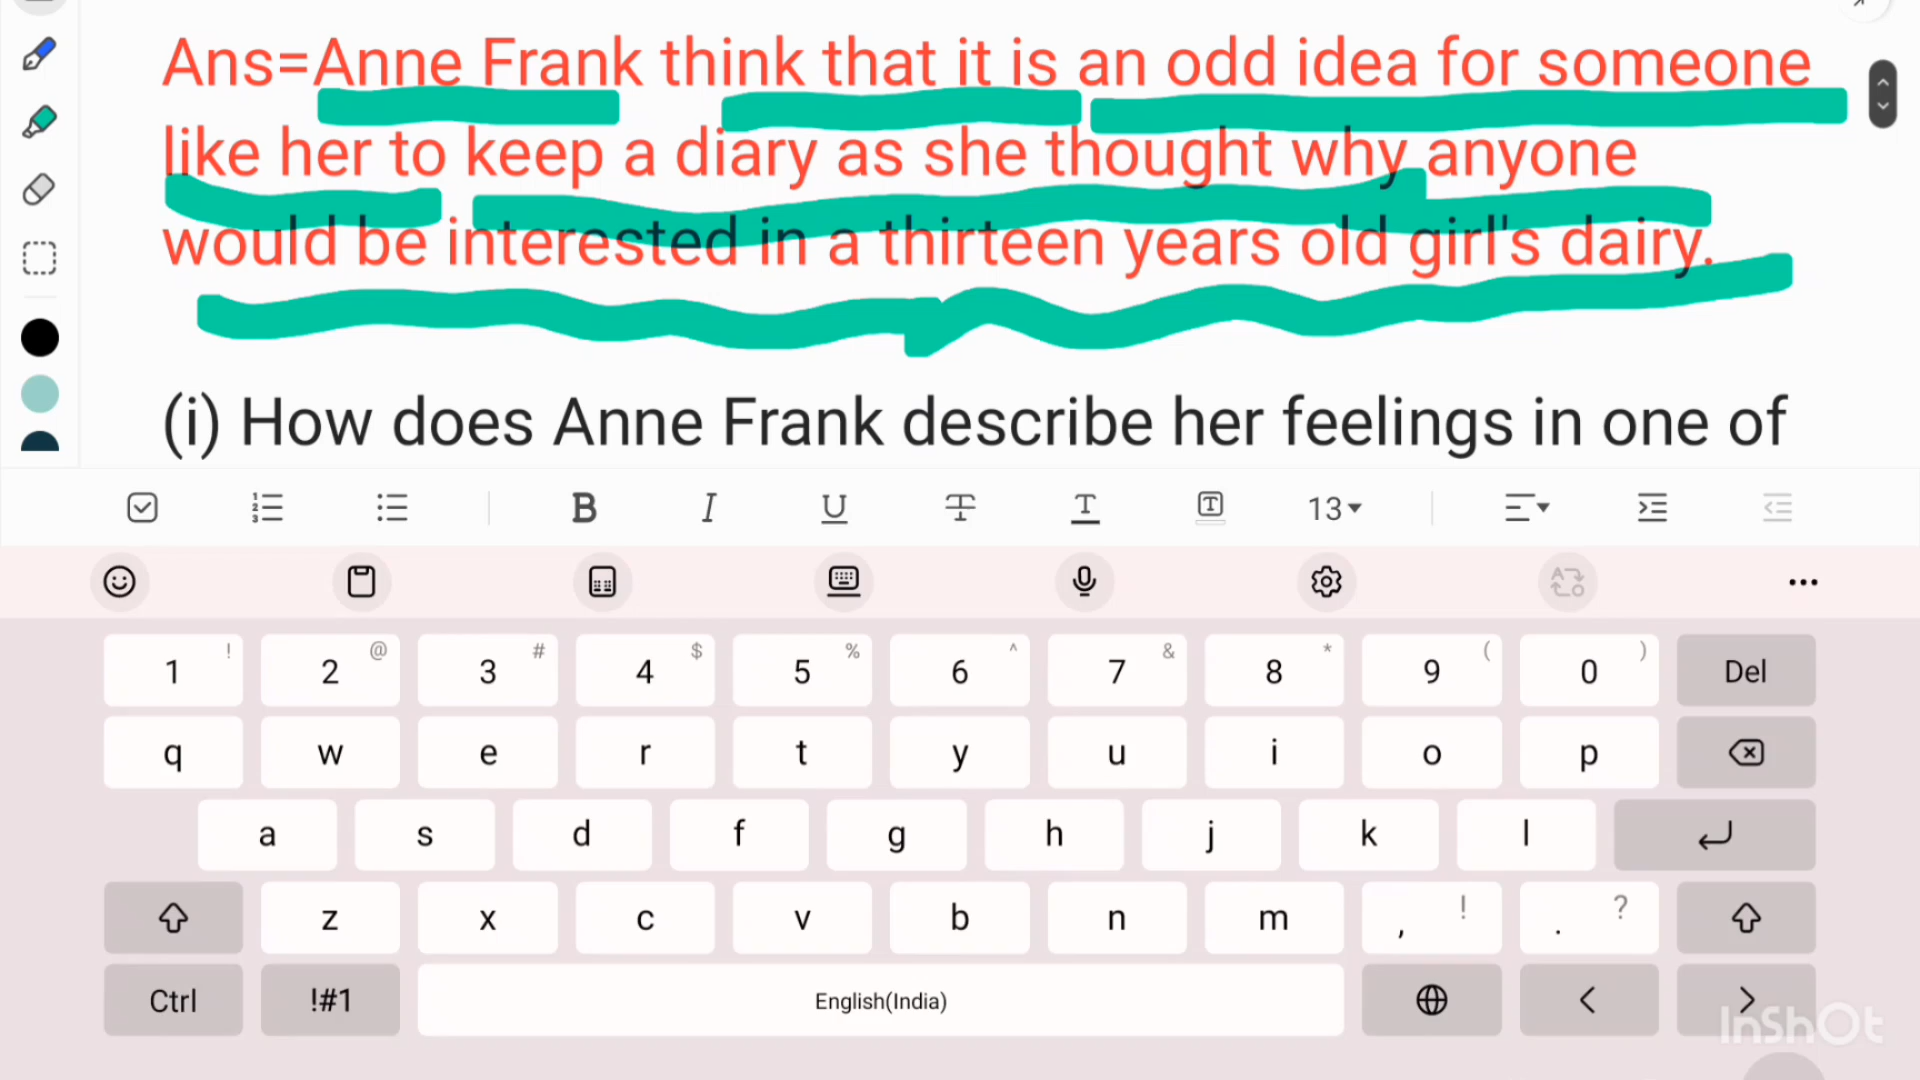 Ans=Anne Frank think that it is an odd idea for someone
like her to keep a diary as she thought why anyone
would be interested in a thirteen years old girl's dairy.
(i) How does Anne Frank describe her feelings in one of
B I U T T T 13
1 ! 2 @ 3 # 4 $ 5 % 6 ^ 7 & 8 * 9 ( 0 ) Del
q w e r t y u i o p
a s d f g h j k l
z x c v b n m , ! . ?
Ctrl !#1 English(India)
InShOt